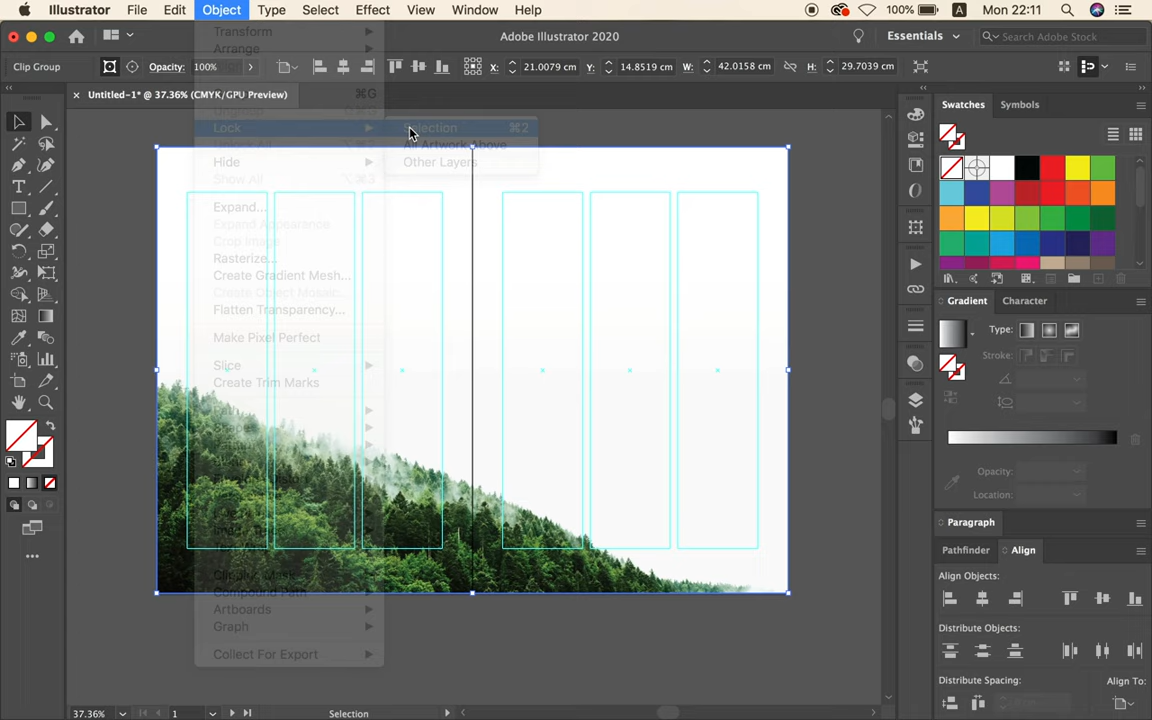 Illustrator File Edit Object Type Select Effect View Window Help 100% A Mon 22:11
Adobe Illustrator 2020 Essentials Search Adobe Stock
Clip Group Opacity: 100% X: 21.0079 cm Y: 14.8519 cm W: 42.0158 cm H: 29.7039 cm
Untitled-1* @ 37.36% (CMYK/GPU Preview)
Transform
Arrange
⌘G
Lock
Selection ⌘2
All Artwork Above
Hide
Other Layers
Show All ⌥⌘3
Expand...
Expand Appearance
Crop Image
Rasterize...
Create Gradient Mesh...
Create Object Mosaic...
Flatten Transparency...
Make Pixel Perfect
Slice
Create Trim Marks
Clipping Mask
Compound Path
Artboards
Graph
Collect For Export
Swatches Symbols
Gradient Character
Type:
Stroke:
Opacity:
Location:
Paragraph
Pathfinder Align
Align Objects:
Distribute Objects:
Distribute Spacing: Align To:
37.36% 1 Selection